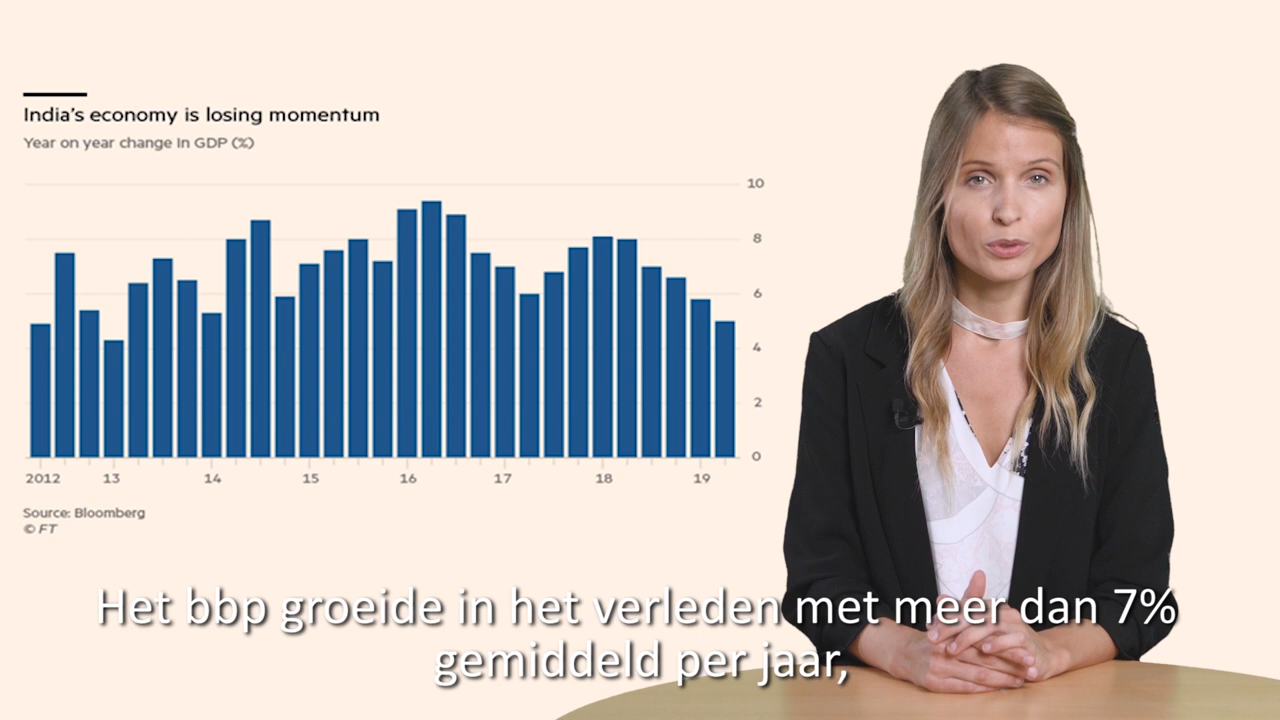 India's economy is losing momentum
Year on year change In GDP (%)
10
8
6
4
2
0
2012 13 14 15 16 17 18 19
Source: Bloomberg
© FT
Het bbp groeide in het verleden met meer dan 7%
gemiddeld per jaar,